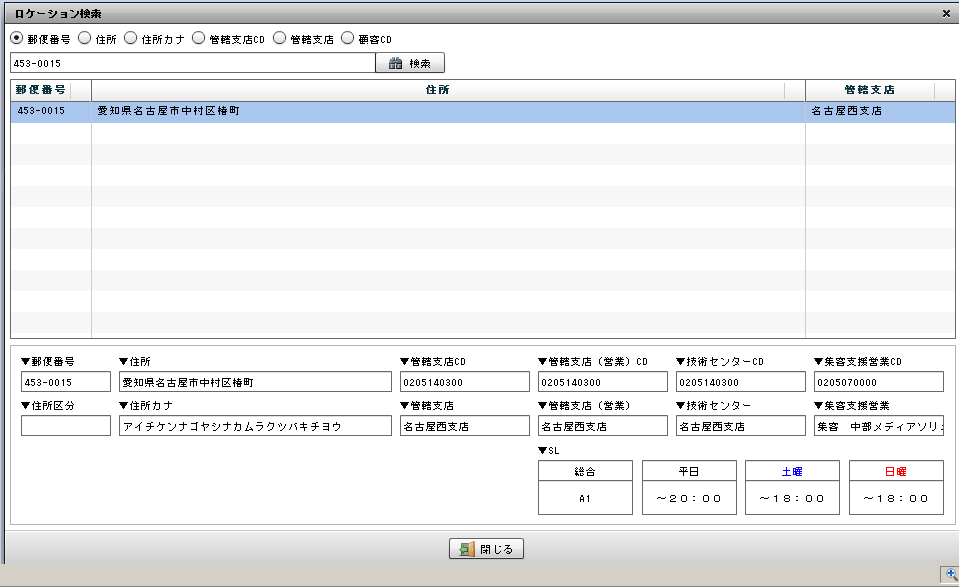 ロケーション検索
郵便番号 住所 住所カナ 管轄支店CD 管轄支店 顧客CD
453-0015 検索
郵便番号 住所 管轄支店
453-0015 愛知県名古屋市中村区椿町 名古屋西支店
▼郵便番号 ▼住所 ▼管轄支店CD ▼管轄支店（営業）CD ▼技術センターCD ▼集客支援営業CD
453-0015 愛知県名古屋市中村区椿町 0205140300 0205140300 0205140300 0205070000
▼住所区分 ▼住所カナ ▼管轄支店 ▼管轄支店（営業） ▼技術センター ▼集客支援営業
アイチケンナゴヤシナカムラクツバキチヨウ 名古屋西支店 名古屋西支店 名古屋西支店 集客　中部メディアソリ
▼SL
総合 平日 土曜 日曜
A1 ～２０：００ ～１８：００ ～１８：００
閉じる